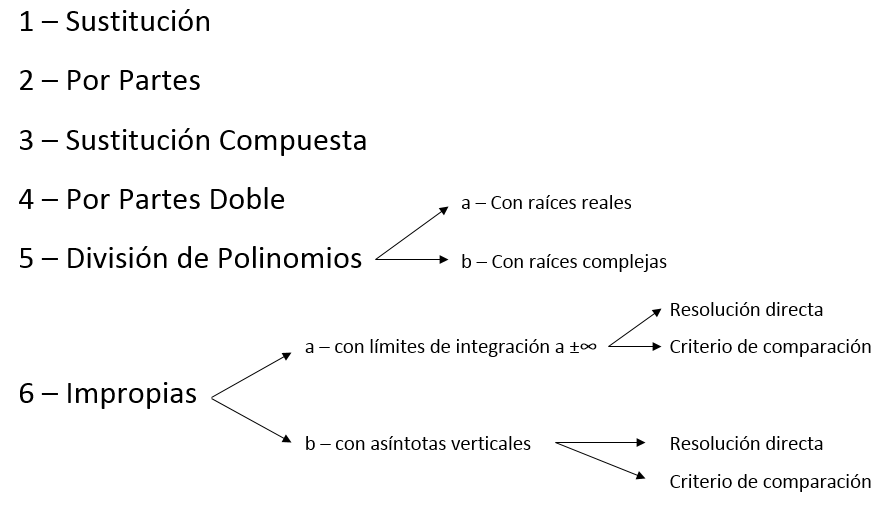 1 – Sustitución
2 – Por Partes
3 – Sustitución Compuesta
4 – Por Partes Doble
a – Con raíces reales
5 – División de Polinomios
b – Con raíces complejas
Resolución directa
a – con límites de integración a ±∞
Criterio de comparación
6 – Impropias
b – con asíntotas verticales
Resolución directa
Criterio de comparación